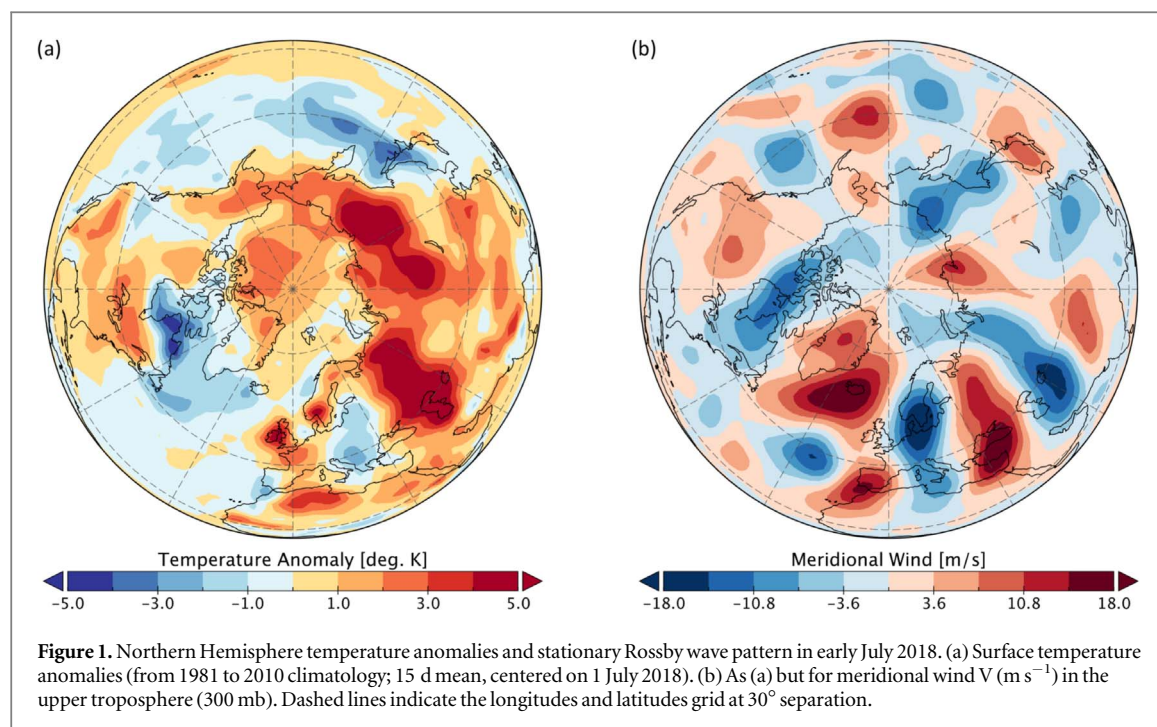 (a)
(b)
Temperature Anomaly [deg. K]
−5.0 −3.0 −1.0 1.0 3.0 5.0
Meridional Wind [m/s]
−18.0 −10.8 −3.6 3.6 10.8 18.0
Figure 1. Northern Hemisphere temperature anomalies and stationary Rossby wave pattern in early July 2018. (a) Surface temperature
anomalies (from 1981 to 2010 climatology; 15 d mean, centered on 1 July 2018). (b) As (a) but for meridional wind V (m s⁻¹) in the
upper troposphere (300 mb). Dashed lines indicate the longitudes and latitudes grid at 30° separation.